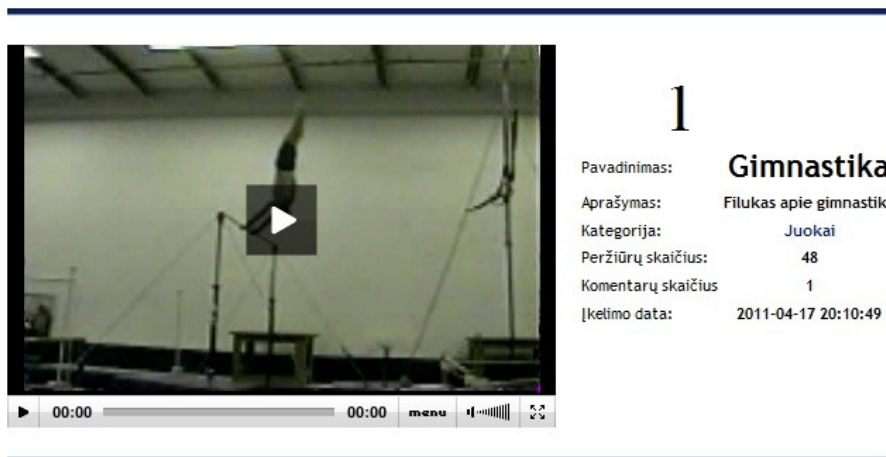 1
Pavadinimas: Gimnastika
Aprašymas: Filukas apie gimnastik
Kategorija: Juokai
Peržiūrų skaičius: 48
Komentarų skaičius 1
Įkelimo data: 2011-04-17 20:10:49
00:00 00:00 menu